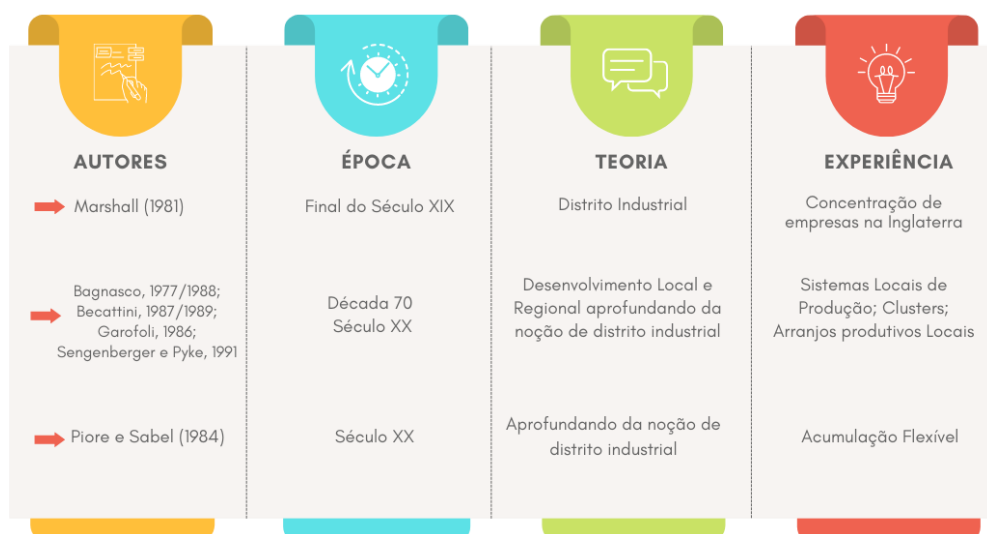 AUTORES
ÉPOCA
TEORIA
EXPERIÊNCIA
Marshall (1981)
Final do Século XIX
Distrito Industrial
Concentração de
empresas na Inglaterra
Bagnasco, 1977/1988;
Becattini, 1987/1989;
Garofoli, 1986;
Sengenberger e Pyke, 1991
Década 70
Século XX
Desenvolvimento Local e
Regional aprofundando da
noção de distrito industrial
Sistemas Locais de
Produção; Clusters;
Arranjos produtivos Locais
Piore e Sabel (1984)
Século XX
Aprofundando da noção de
distrito industrial
Acumulação Flexível